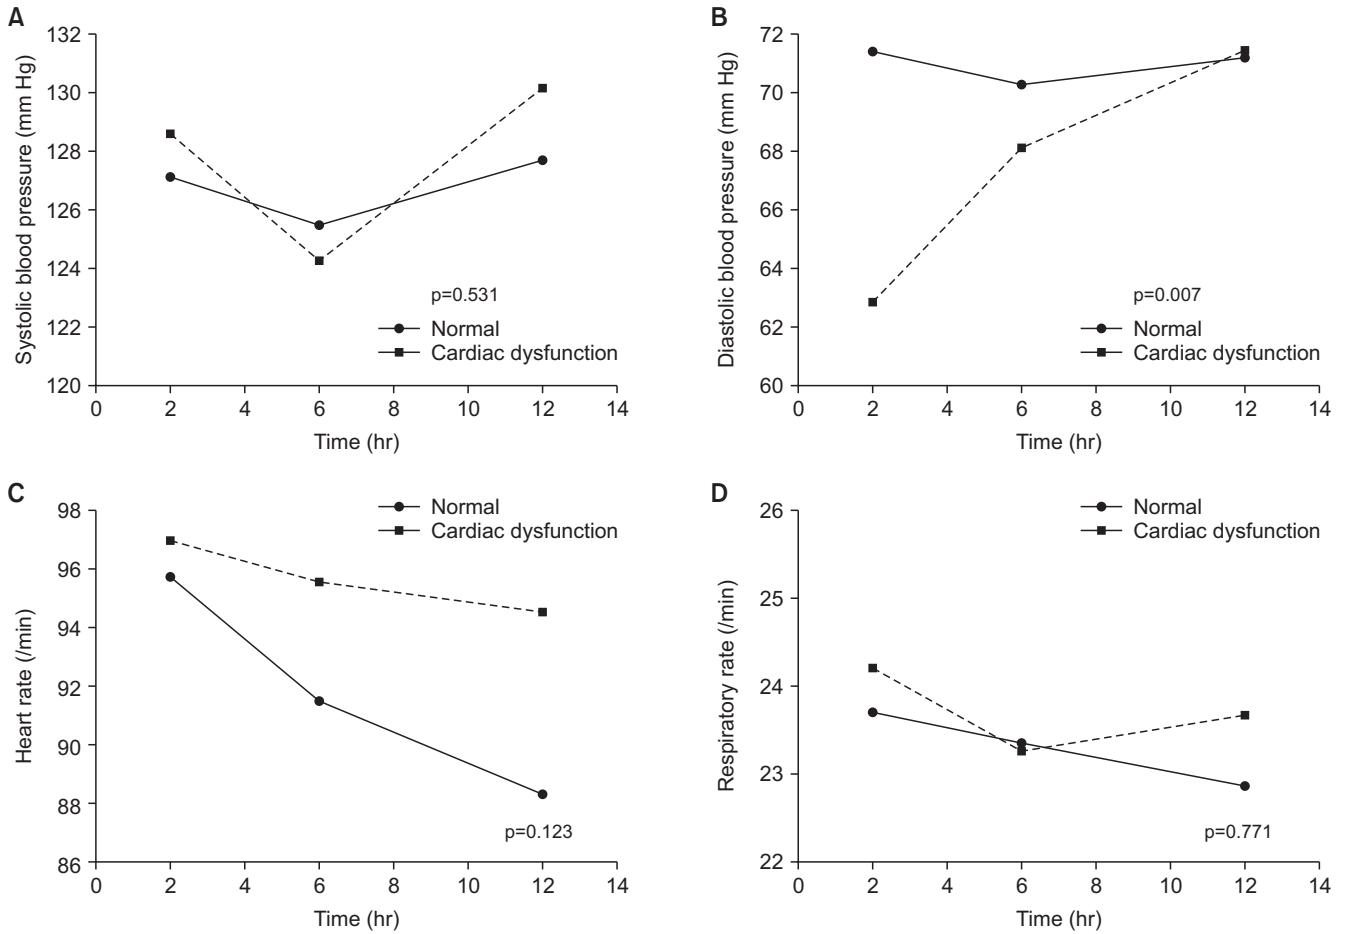 A
Systolic blood pressure (mm Hg)
132
130
128
126
124
122
120
0 2 4 6 8 10 12 14
Time (hr)
p=0.531
Normal
Cardiac dysfunction
B
Diastolic blood pressure (mm Hg)
72
70
68
66
64
62
60
0 2 4 6 8 10 12 14
Time (hr)
p=0.007
Normal
Cardiac dysfunction
C
Heart rate (/min)
98
96
94
92
90
88
86
0 2 4 6 8 10 12 14
Time (hr)
Normal
Cardiac dysfunction
p=0.123
D
Respiratory rate (/min)
26
25
24
23
22
0 2 4 6 8 10 12 14
Time (hr)
Normal
Cardiac dysfunction
p=0.771